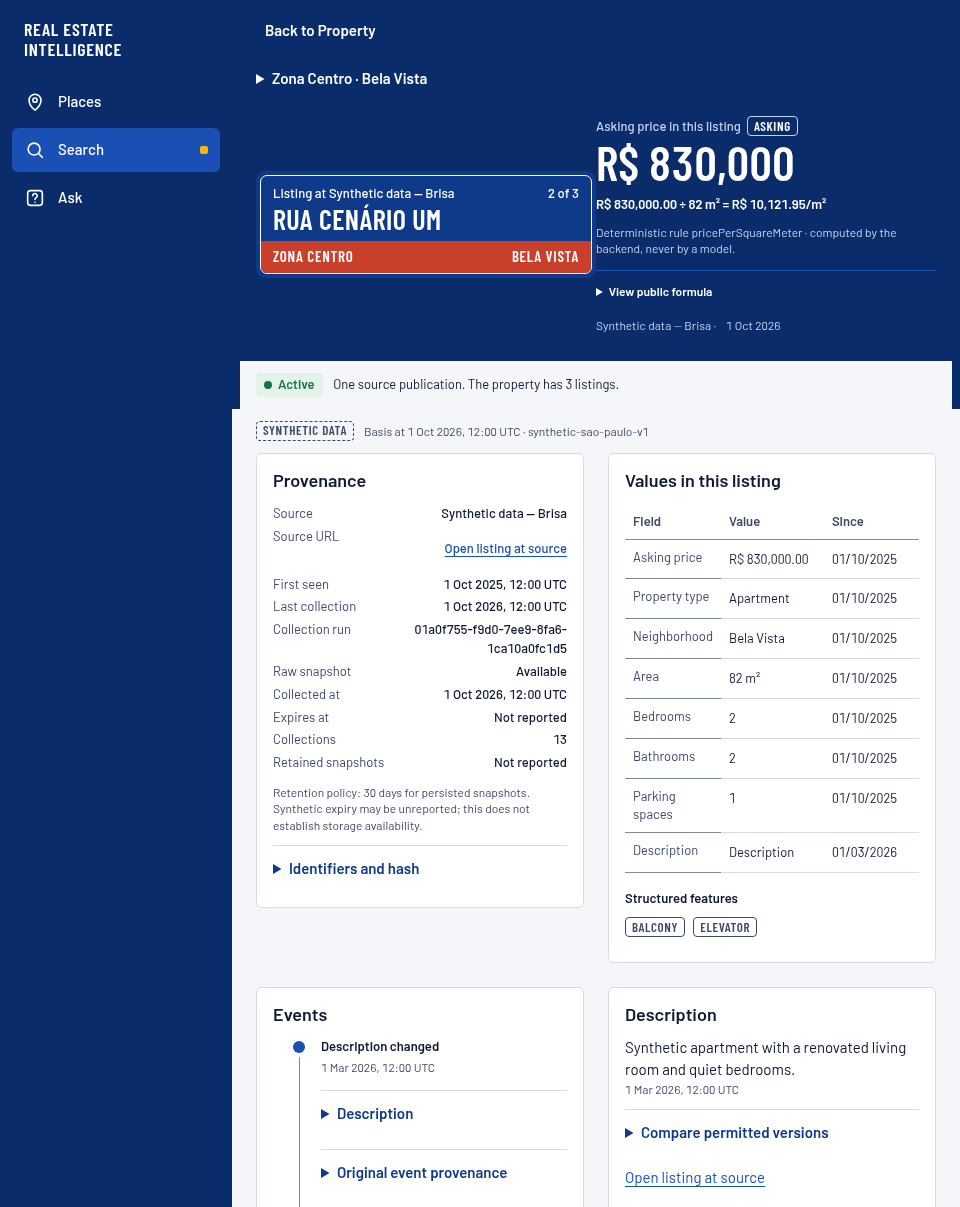 REAL ESTATE
INTELLIGENCE
Places
Search
Ask
Back to Property
Zona Centro · Bela Vista
Listing at Synthetic data — Brisa 2 of 3
RUA CENÁRIO UM
ZONA CENTRO BELA VISTA
Asking price in this listing ASKING
R$ 830,000
R$ 830,000.00 ÷ 82 m² = R$ 10,121.95/m²
Deterministic rule pricePerSquareMeter · computed by the
backend, never by a model.
View public formula
Synthetic data — Brisa · 1 Oct 2026
Active One source publication. The property has 3 listings.
SYNTHETIC DATA Basis at 1 Oct 2026, 12:00 UTC · synthetic-sao-paulo-v1
Provenance
Source Synthetic data — Brisa
Source URL
Open listing at source
First seen 1 Oct 2025, 12:00 UTC
Last collection 1 Oct 2026, 12:00 UTC
Collection run 01a0f755-f9d0-7ee9-8fa6-
1ca10a0fc1d5
Raw snapshot Available
Collected at 1 Oct 2026, 12:00 UTC
Expires at Not reported
Collections 13
Retained snapshots Not reported
Retention policy: 30 days for persisted snapshots.
Synthetic expiry may be unreported; this does not
establish storage availability.
Identifiers and hash
Values in this listing
Field Value Since
Asking price R$ 830,000.00 01/10/2025
Property type Apartment 01/10/2025
Neighborhood Bela Vista 01/10/2025
Area 82 m² 01/10/2025
Bedrooms 2 01/10/2025
Bathrooms 2 01/10/2025
Parking
spaces 1 01/10/2025
Description Description 01/03/2026
Structured features
BALCONY ELEVATOR
Events
Description changed
1 Mar 2026, 12:00 UTC
Description
Original event provenance
Description
Synthetic apartment with a renovated living
room and quiet bedrooms.
1 Mar 2026, 12:00 UTC
Compare permitted versions
Open listing at source